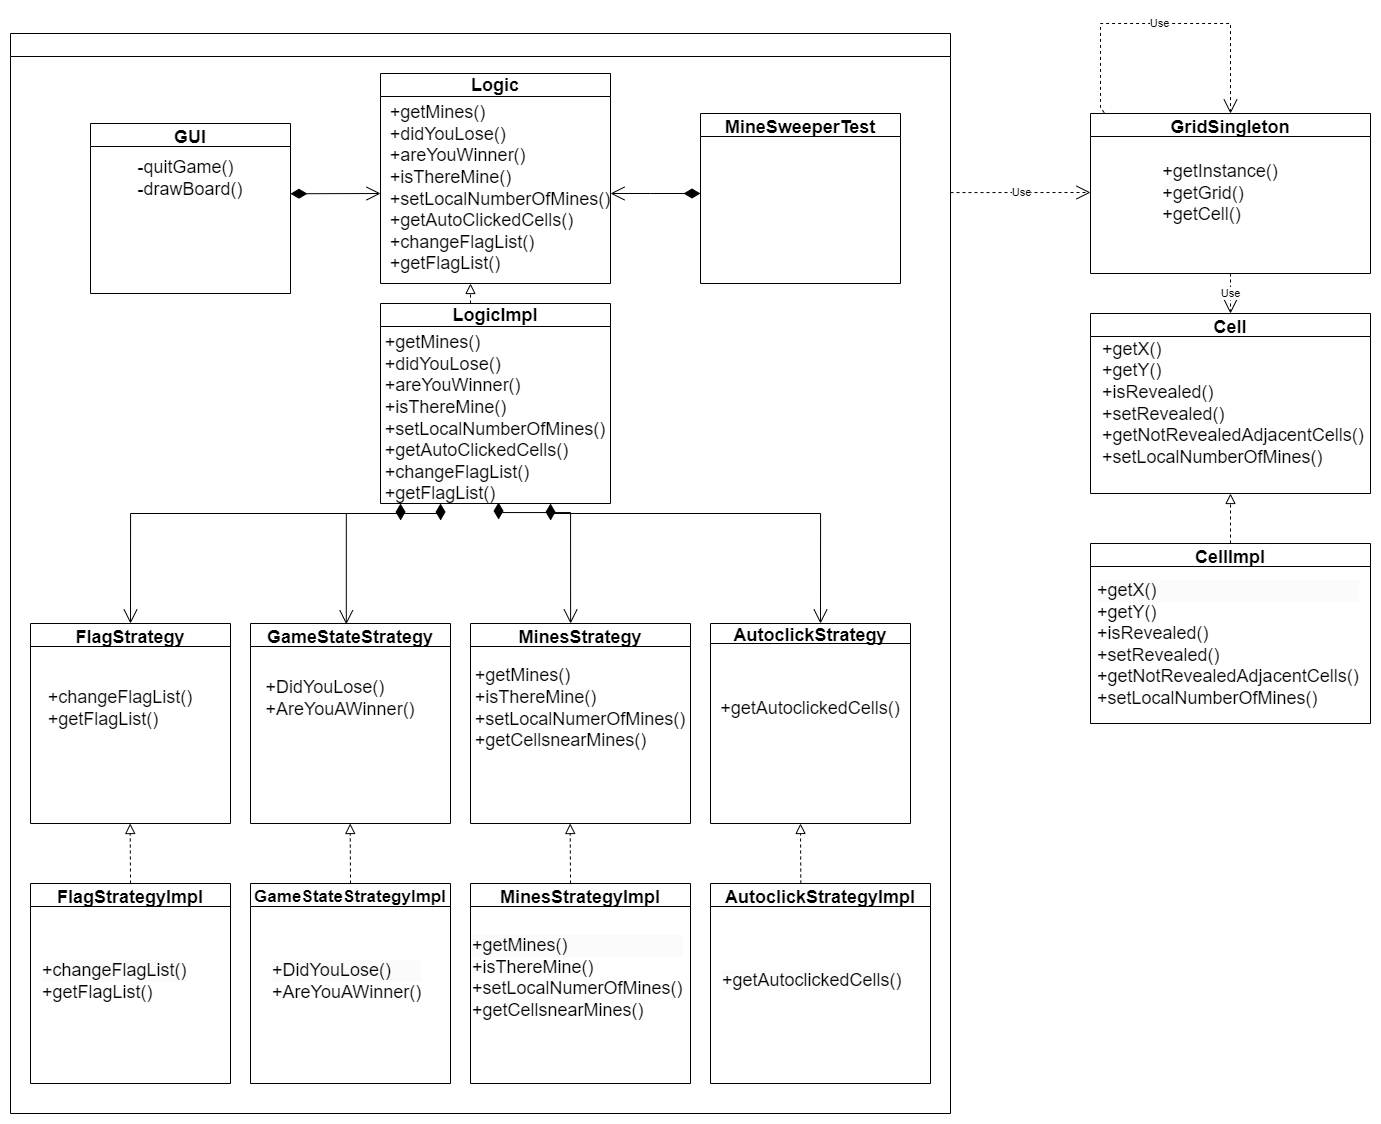 Use
Logic
+getMines()
+didYouLose()
+areYouWinner()
+isThereMine()
+setLocalNumberOfMines()
+getAutoClickedCells()
+changeFlagList()
+getFlagList()
GUI
-quitGame()
-drawBoard()
MineSweeperTest
Use
GridSingleton
+getInstance()
+getGrid()
+getCell()
Use
LogicImpl
+getMines()
+didYouLose()
+areYouWinner()
+isThereMine()
+setLocalNumberOfMines()
+getAutoClickedCells()
+changeFlagList()
+getFlagList()
Cell
+getX()
+getY()
+isRevealed()
+setRevealed()
+getNotRevealedAdjacentCells()
+setLocalNumberOfMines()
CellImpl
+getX()
+getY()
+isRevealed()
+setRevealed()
+getNotRevealedAdjacentCells()
+setLocalNumberOfMines()
FlagStrategy
+changeFlagList()
+getFlagList()
GameStateStrategy
+DidYouLose()
+AreYouAWinner()
MinesStrategy
+getMines()
+isThereMine()
+setLocalNumerOfMines()
+getCellsnearMines()
AutoclickStrategy
+getAutoclickedCells()
FlagStrategyImpl
+changeFlagList()
+getFlagList()
GameStateStrategyImpl
+DidYouLose()
+AreYouAWinner()
MinesStrategyImpl
+getMines()
+isThereMine()
+setLocalNumerOfMines()
+getCellsnearMines()
AutoclickStrategyImpl
+getAutoclickedCells()